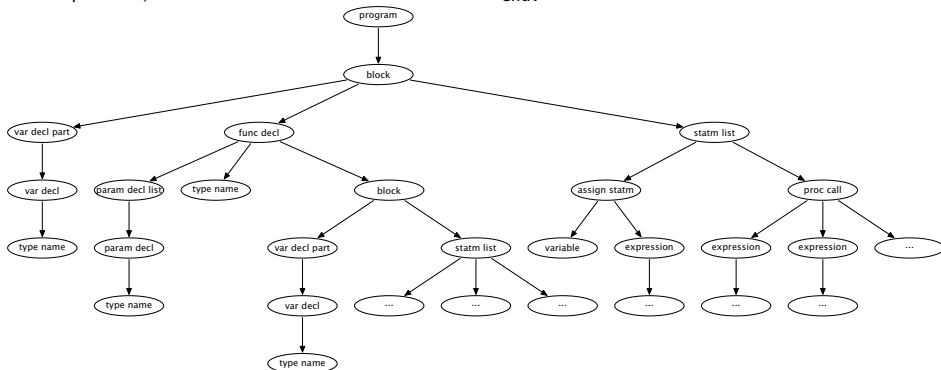 program
block
var decl part
func decl
statm list
var decl
param decl list
type name
block
assign statm
proc call
type name
param decl
var decl part
statm list
variable
expression
expression
expression
...
type name
var decl
...
...
...
...
...
...
type name